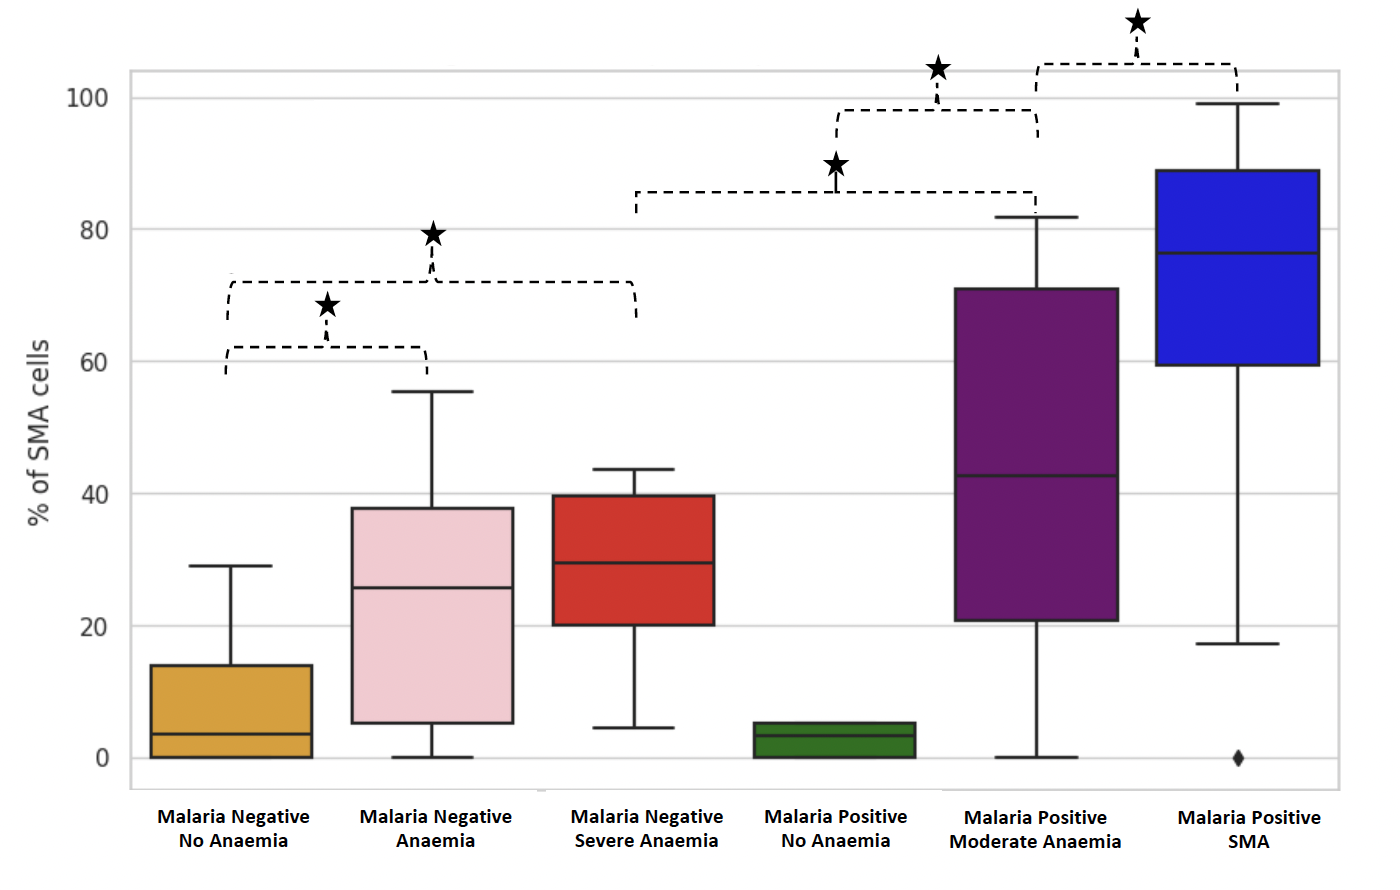 % of SMA cells
100
80
60
40
20
0
Malaria Negative
No Anaemia
Malaria Negative
Anaemia
Malaria Negative
Severe Anaemia
Malaria Positive
No Anaemia
Malaria Positive
Moderate Anaemia
Malaria Positive
SMA